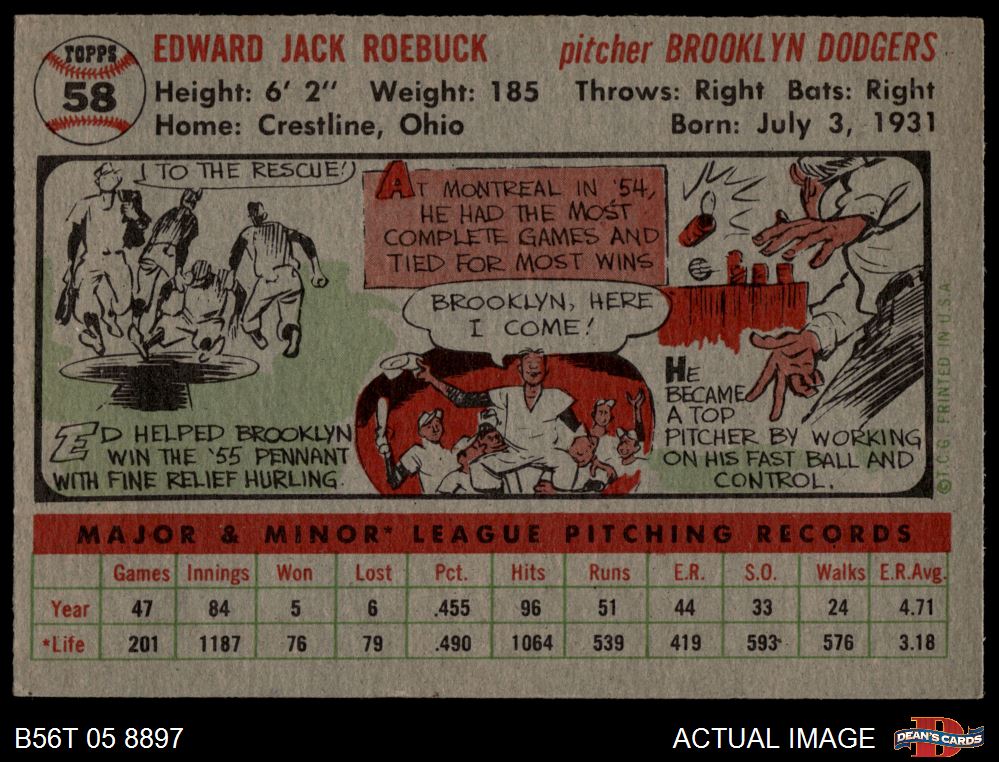 TOPPS
58
EDWARD JACK ROEBUCK pitcher BROOKLYN DODGERS
Height: 6' 2" Weight: 185 Throws: Right Bats: Right
Home: Crestline, Ohio Born: July 3, 1931
TO THE RESCUE!
ED HELPED BROOKLYN
WIN THE '55 PENNANT
WITH FINE RELIEF HURLING.
AT MONTREAL IN '54,
HE HAD THE MOST
COMPLETE GAMES AND
TIED FOR MOST WINS
BROOKLYN, HERE
I COME!
HE
BECAME
A TOP
PITCHER BY WORKING
ON HIS FAST BALL AND
CONTROL.
© T.C.G. PRINTED IN U.S.A.
MAJOR & MINOR* LEAGUE PITCHING RECORDS
Games Innings Won Lost Pct. Hits Runs E.R. S.O. Walks E.R.Avg.
Year 47 84 5 6 .455 96 51 44 33 24 4.71
*Life 201 1187 76 79 .490 1064 539 419 593 576 3.18
B56T 05 8897 ACTUAL IMAGE
DEAN'S CARDS